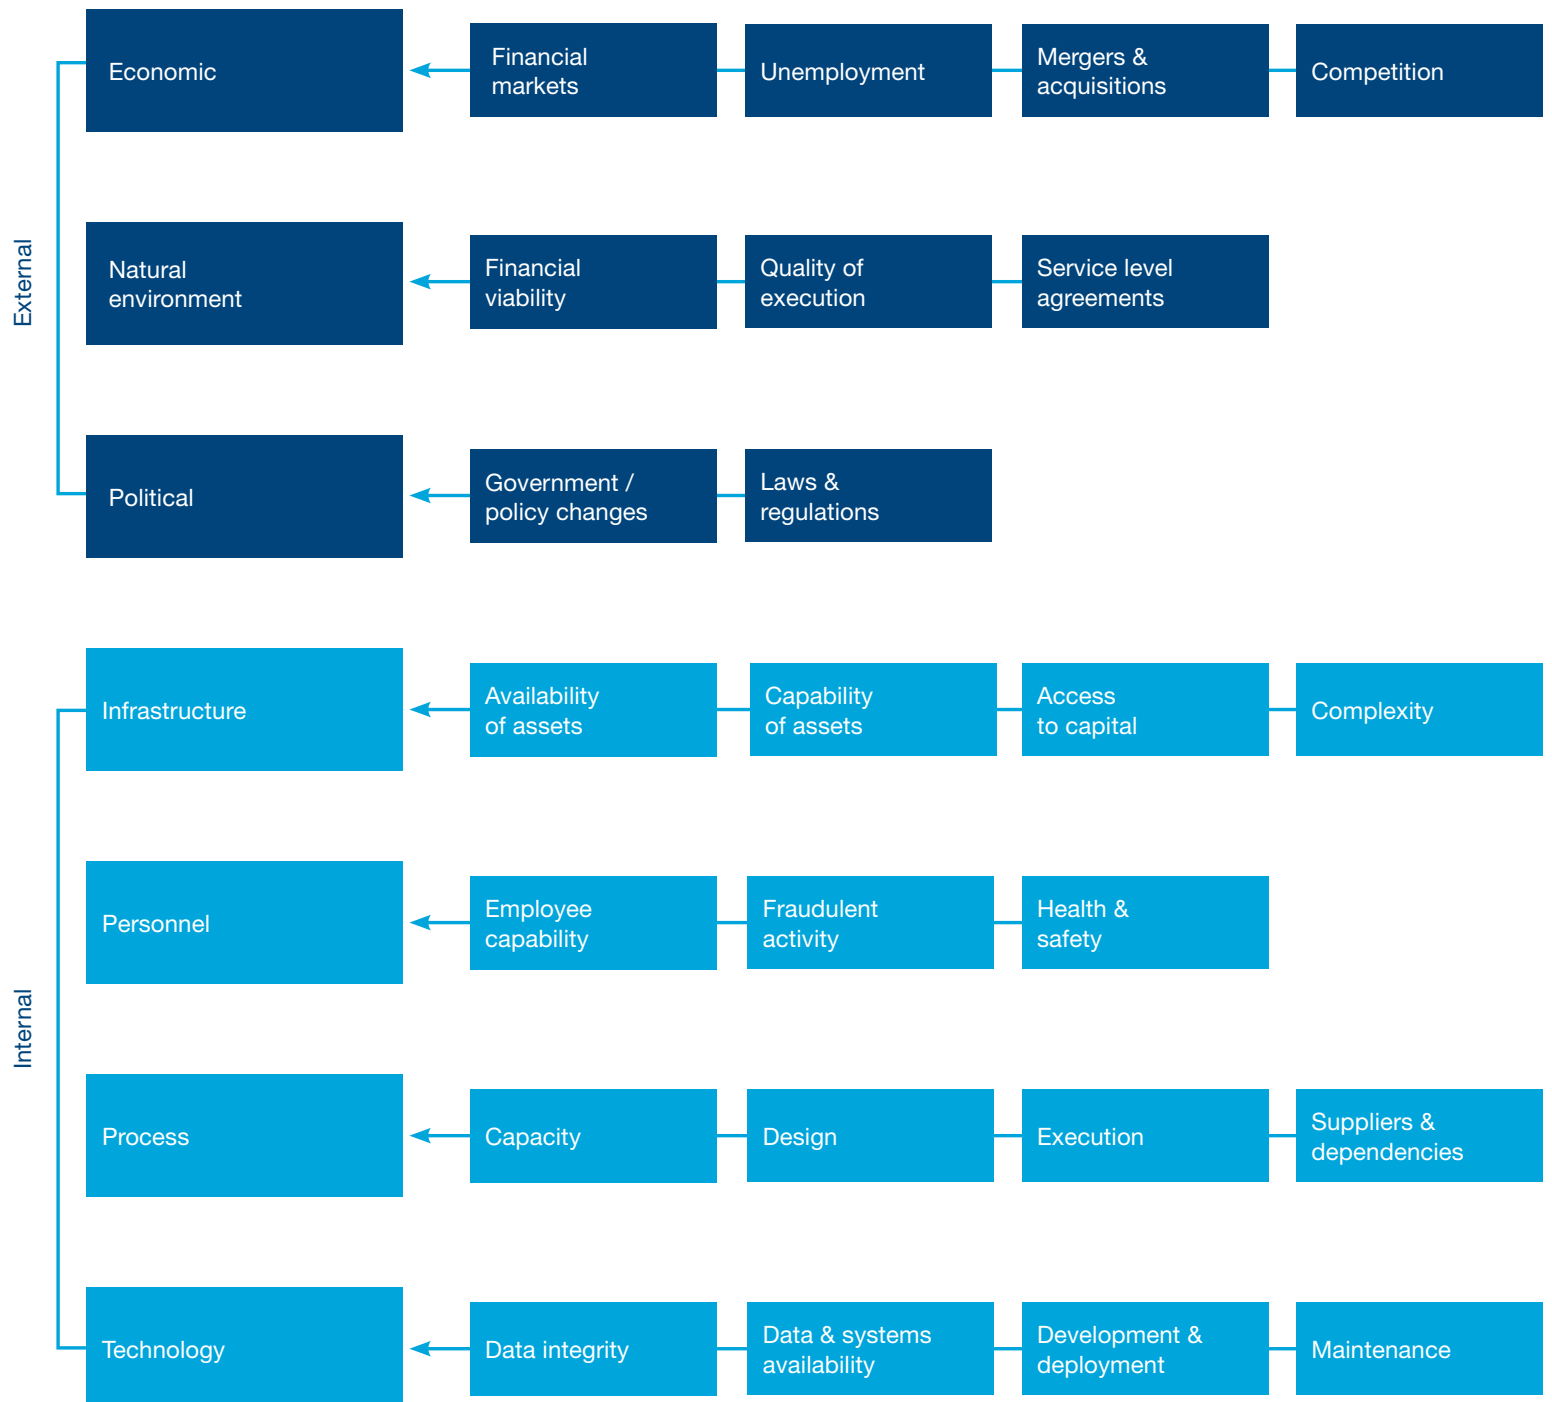 External
Economic
Financial
markets
Unemployment
Mergers &
acquisitions
Competition
Natural
environment
Financial
viability
Quality of
execution
Service level
agreements
Political
Government /
policy changes
Laws &
regulations
Internal
Infrastructure
Availability
of assets
Capability
of assets
Access
to capital
Complexity
Personnel
Employee
capability
Fraudulent
activity
Health &
safety
Process
Capacity
Design
Execution
Suppliers &
dependencies
Technology
Data integrity
Data & systems
availability
Development &
deployment
Maintenance